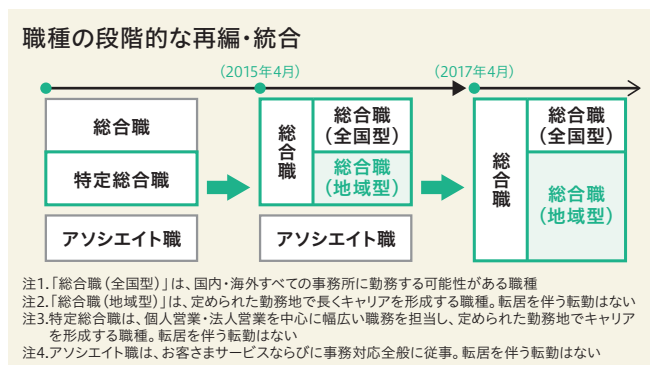 職種の段階的な再編・統合
(2015年4月)
(2017年4月)
総合職
特定総合職
アソシエイト職
総合職
総合職
(全国型)
総合職
(地域型)
アソシエイト職
総合職
総合職
(全国型)
総合職
(地域型)
注1.「総合職(全国型)」は、国内・海外すべての事務所に勤務する可能性がある職種
注2.「総合職(地域型)」は、定められた勤務地で長くキャリアを形成する職種。転居を伴う転勤はない
注3.特定総合職は、個人営業・法人営業を中心に幅広い職務を担当し、定められた勤務地でキャリア
を形成する職種。転居を伴う転勤はない
注4.アソシエイト職は、お客さまサービスならびに事務対応全般に従事。転居を伴う転勤はない